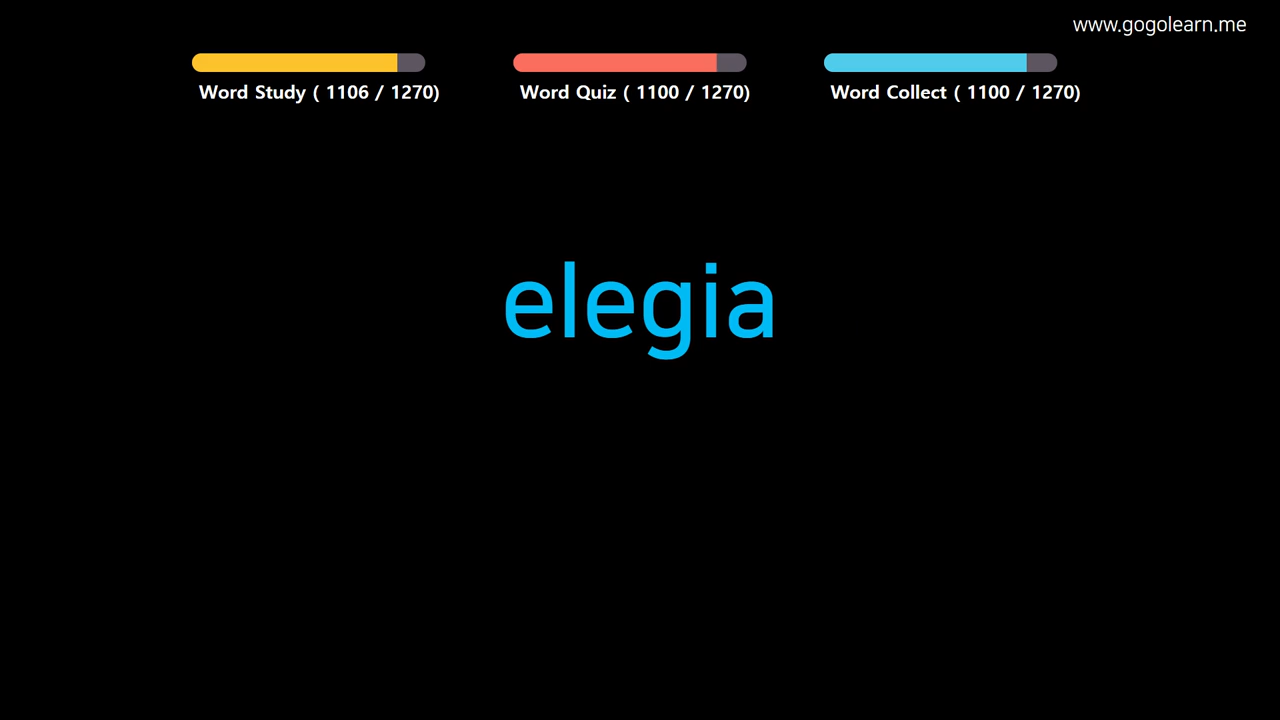 www.gogolearn.me
Word Study ( 1106 / 1270)
Word Quiz ( 1100 / 1270)
Word Collect ( 1100 / 1270)
elegia